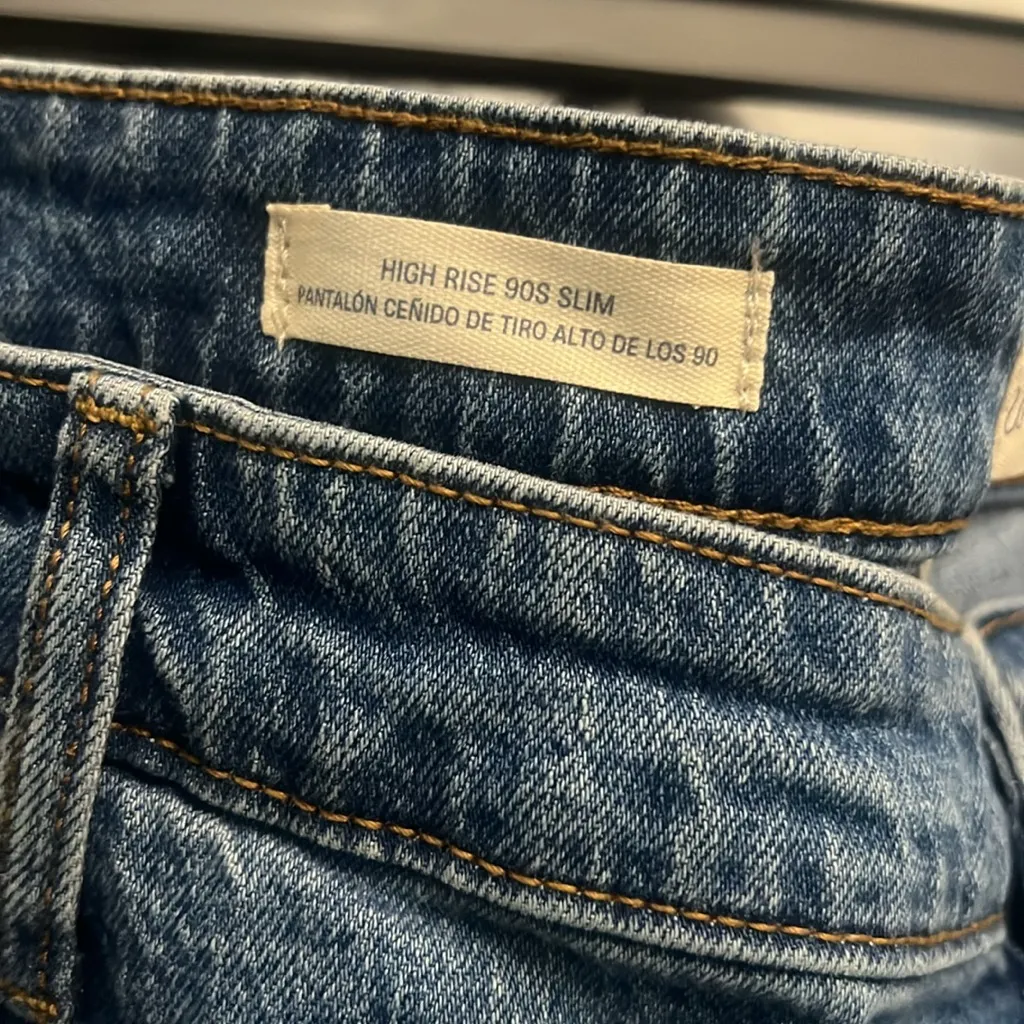 HIGH RISE 90S SLIM
PANTALÓN CEÑIDO DE TIRO ALTO DE LOS 90